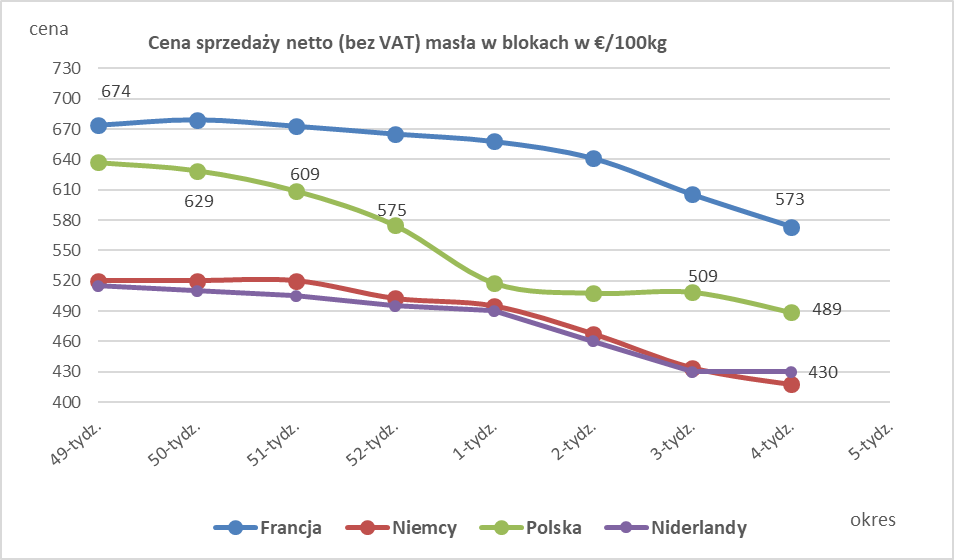 cena
Cena sprzedaży netto (bez VAT) masła w blokach w €/100kg
730
700
670
640
610
580
550
520
490
460
430
400
674
629
609
575
509
573
489
430
49-tydz.
50-tydz.
51-tydz.
52-tydz.
1-tydz.
2-tydz.
3-tydz.
4-tydz.
5-tydz.
okres
Francja
Niemcy
Polska
Niderlandy